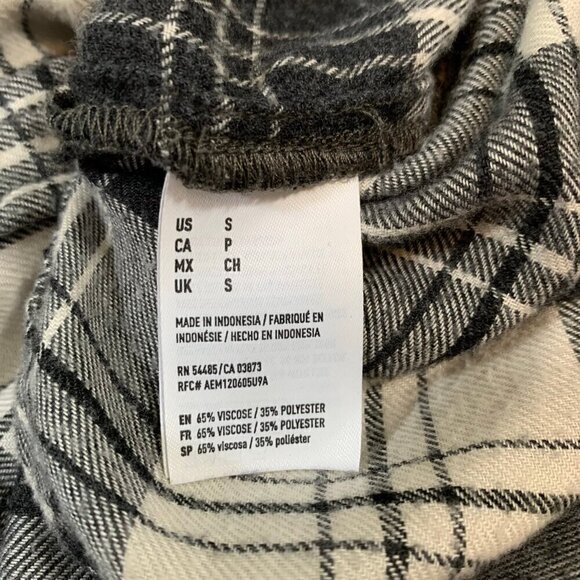 US S
CA P
MX CH
UK S
MADE IN INDONESIA / FABRIQUÉ EN
INDONÉSIE / HECHO EN INDONESIA
RN 54485/CA 03873
RFC# AEM120605U9A
EN 65% VISCOSE / 35% POLYESTER
FR 65% VISCOSE / 35% POLYESTER
SP 65% viscosa / 35% poliéster